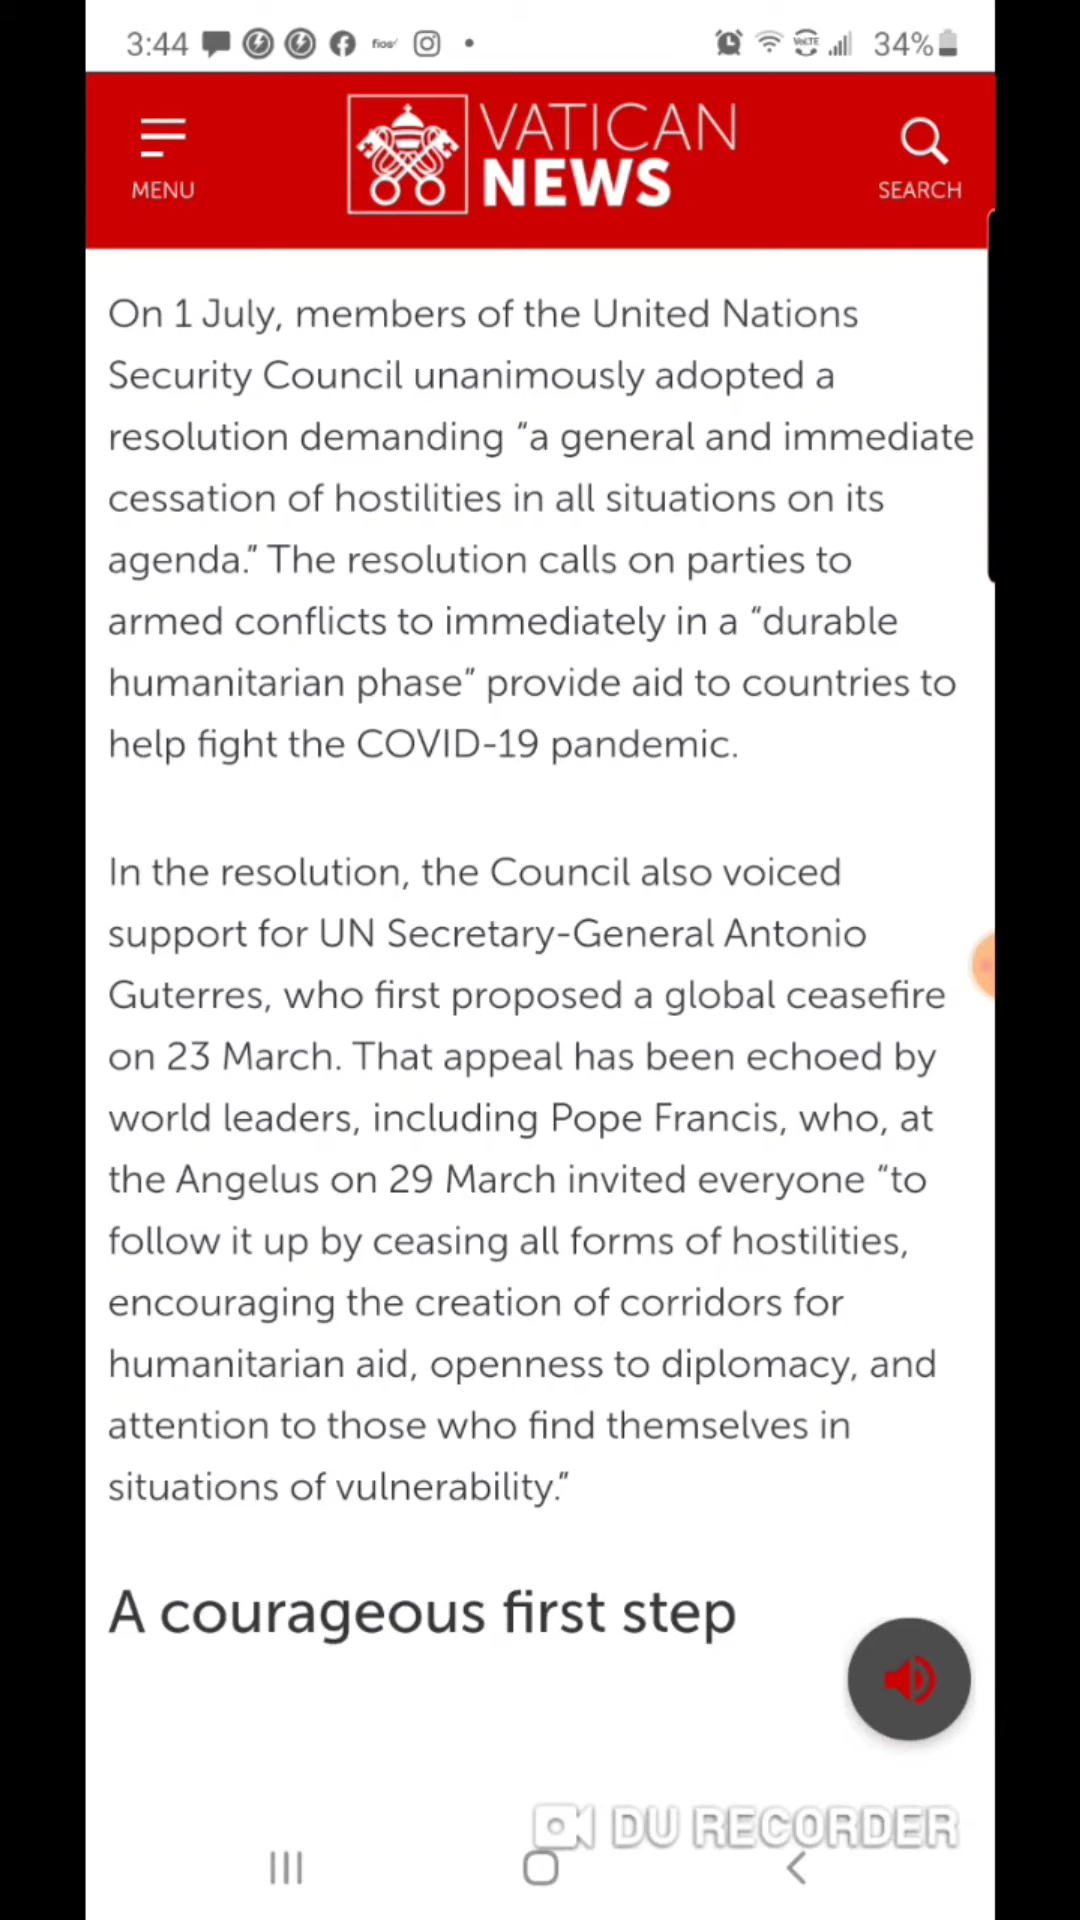 3:44
fios
VoLTE
34%
MENU
VATICAN
NEWS
SEARCH
On 1 July, members of the United Nations
Security Council unanimously adopted a
resolution demanding “a general and immediate
cessation of hostilities in all situations on its
agenda.” The resolution calls on parties to
armed conflicts to immediately in a “durable
humanitarian phase” provide aid to countries to
help fight the COVID-19 pandemic.
In the resolution, the Council also voiced
support for UN Secretary-General Antonio
Guterres, who first proposed a global ceasefire
on 23 March. That appeal has been echoed by
world leaders, including Pope Francis, who, at
the Angelus on 29 March invited everyone “to
follow it up by ceasing all forms of hostilities,
encouraging the creation of corridors for
humanitarian aid, openness to diplomacy, and
attention to those who find themselves in
situations of vulnerability.”
A courageous first step
DU RECORDER